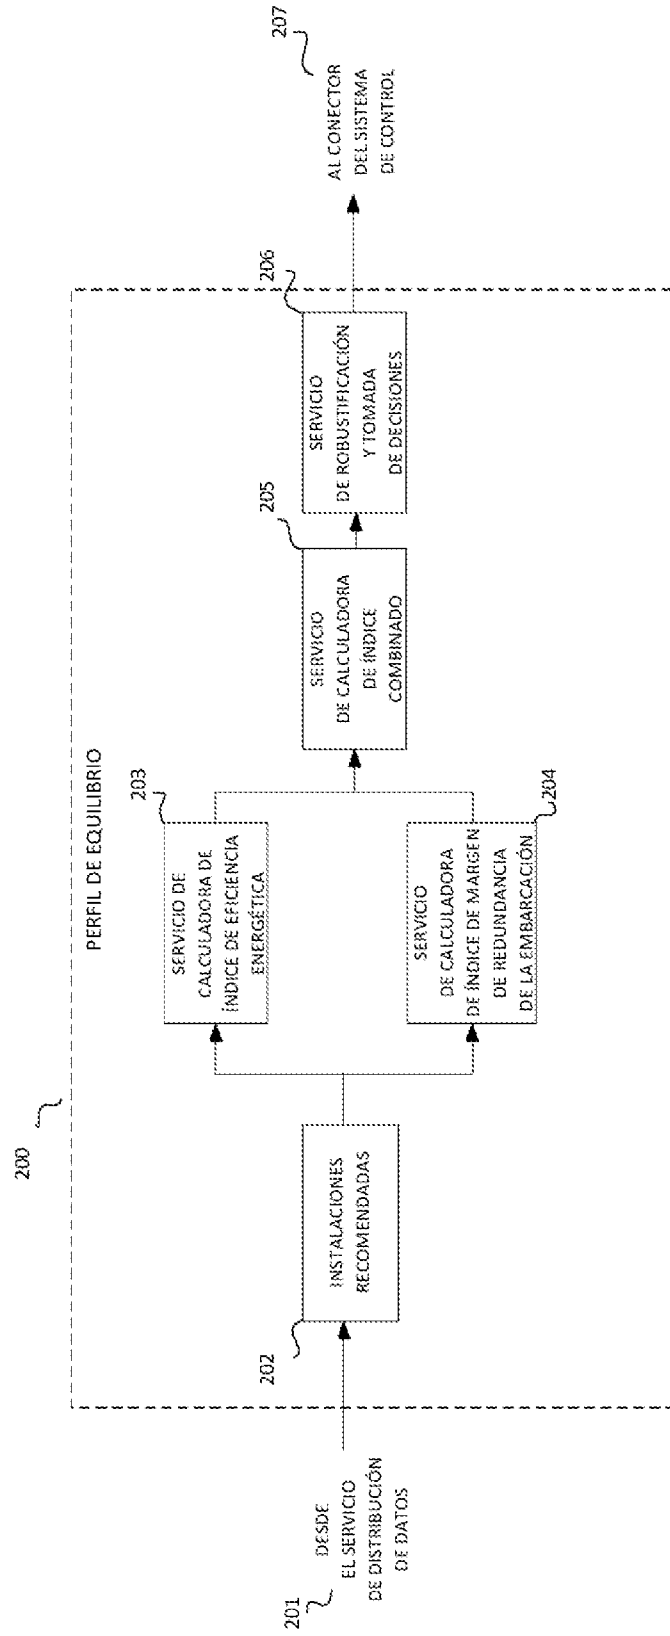 200
PERFIL DE EQUILIBRIO
201
DESDE
EL SERVICIO
DE DISTRIBUCIÓN
DE DATOS
202
INSTALACIONES
RECOMENDADAS
203
SERVICIO DE
CALCULADORA DE
ÍNDICE DE EFICIENCIA
ENERGÉTICA
204
SERVICIO
DE CALCULADORA
DE ÍNDICE DE MARGEN
DE REDUNDANCIA
DE LA EMBARCACIÓN
205
SERVICIO
DE CALCULADORA
DE ÍNDICE
COMBINADO
206
SERVICIO
DE ROBUSTIFICACIÓN
Y TOMADA
DE DECISIONES
207
AL CONECTOR
DEL SISTEMA
DE CONTROL